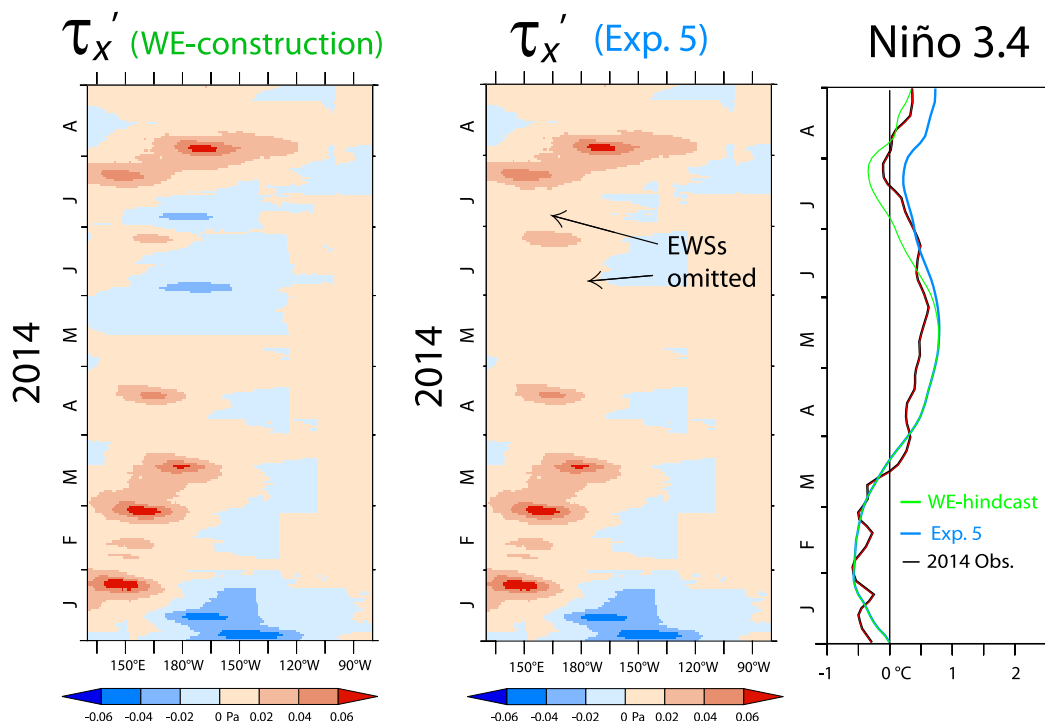 τx′ (WE-construction)
τx′ (Exp. 5)
Niño 3.4
2014
A
J
J
M
A
M
F
J
150°E 180°W 150°W 120°W 90°W
-0.06 -0.04 -0.02 0 Pa 0.02 0.04 0.06
2014
A
J
J
M
A
M
F
J
EWSs
omitted
150°E 180°W 150°W 120°W 90°W
-0.06 -0.04 -0.02 0 Pa 0.02 0.04 0.06
A
J
J
M
A
M
F
J
WE-hindcast
Exp. 5
2014 Obs.
-1 0 °C 1 2